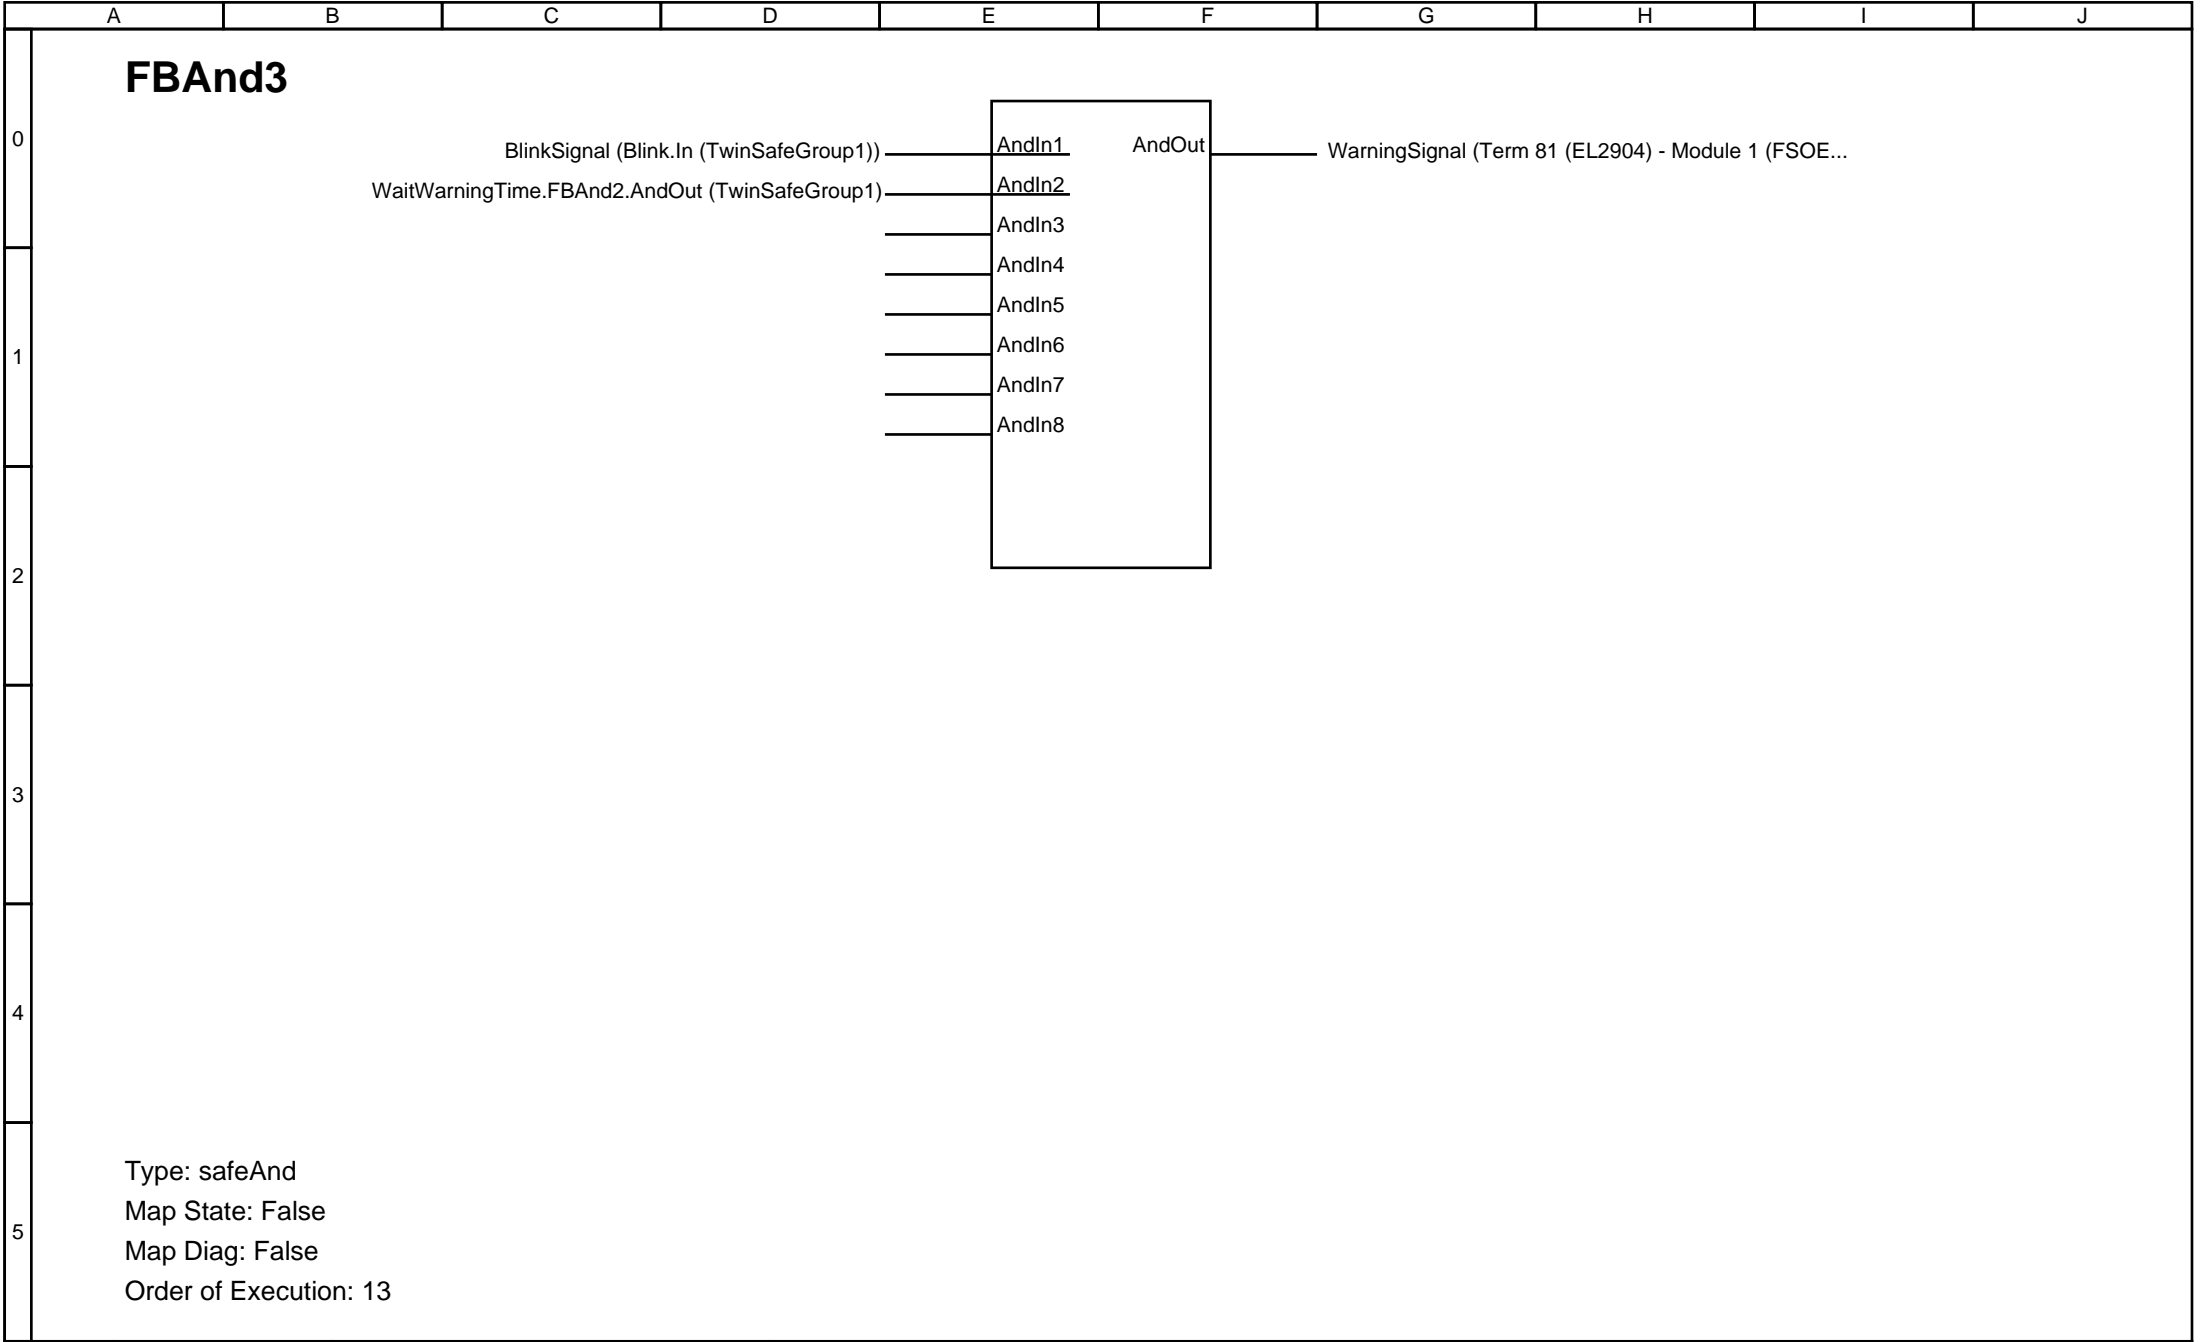 A B C D E F G H I J
FBAnd3
0
BlinkSignal (Blink.In (TwinSafeGroup1)) AndIn1 AndOut WarningSignal (Term 81 (EL2904) - Module 1 (FSOE...
WaitWarningTime.FBAnd2.AndOut (TwinSafeGroup1) AndIn2
AndIn3
AndIn4
AndIn5
1
AndIn6
AndIn7
AndIn8
2
3
4
Type: safeAnd
Map State: False
5
Map Diag: False
Order of Execution: 13